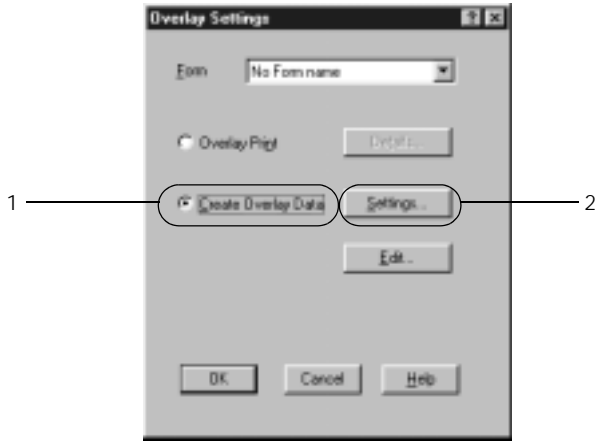 Overlay Settings
Form No Form name
Overlay Print Details...
1 Create Overlay Data Settings... 2
Edit...
OK Cancel Help